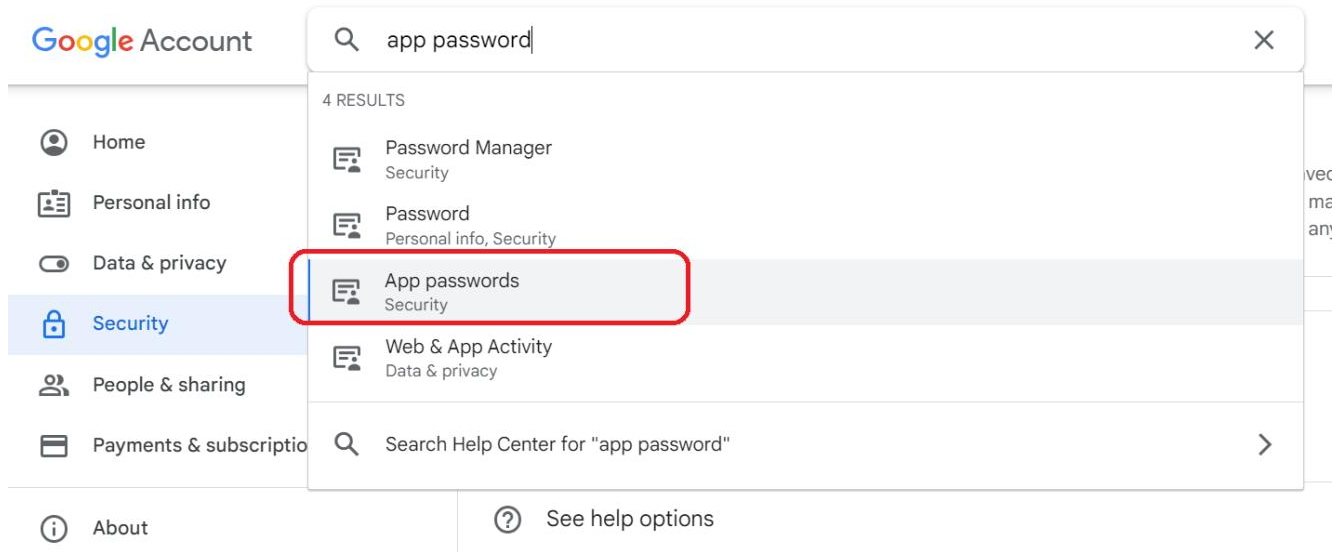 Google Account
app password
4 RESULTS
Home
Personal info
Data & privacy
Security
People & sharing
Payments & subscriptio
About
Password Manager
Security
Password
Personal info, Security
App passwords
Security
Web & App Activity
Data & privacy
Search Help Center for "app password"
See help options